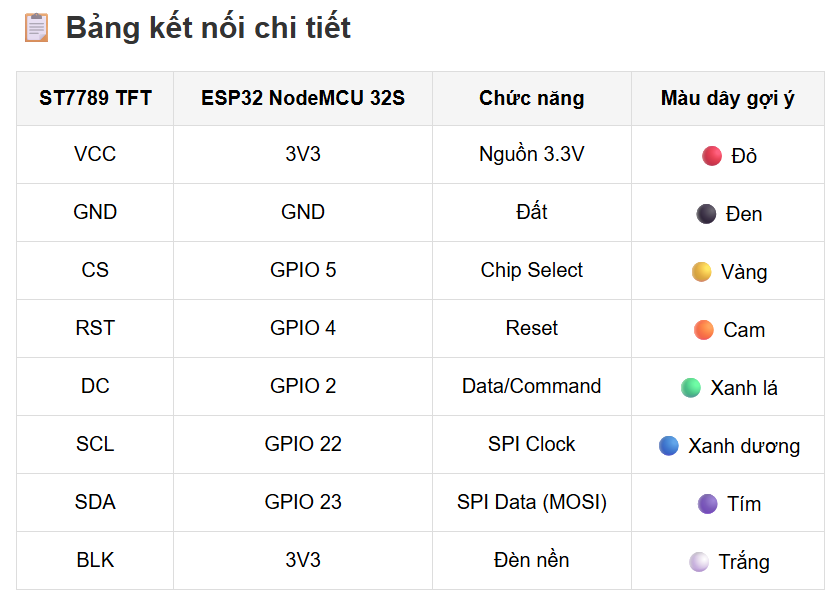 Bảng kết nối chi tiết
ST7789 TFT ESP32 NodeMCU 32S Chức năng Màu dây gợi ý
VCC 3V3 Nguồn 3.3V Đỏ
GND GND Đất Đen
CS GPIO 5 Chip Select Vàng
RST GPIO 4 Reset Cam
DC GPIO 2 Data/Command Xanh lá
SCL GPIO 22 SPI Clock Xanh dương
SDA GPIO 23 SPI Data (MOSI) Tím
BLK 3V3 Đèn nền Trắng